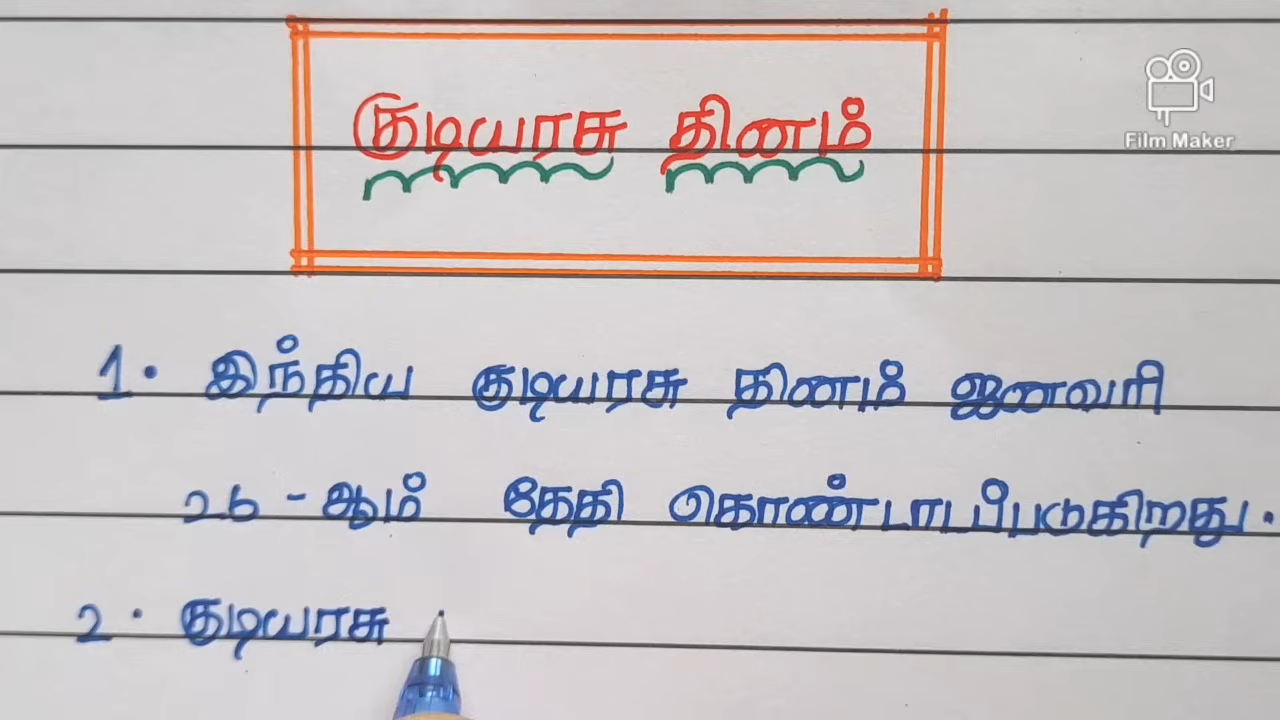 குடியரசு தினம்
Film Maker
1. இந்திய குடியரசு தினம் ஜனவரி
26-ஆம் தேதி கொண்டாடப்படுகிறது.
2. குடியரசு